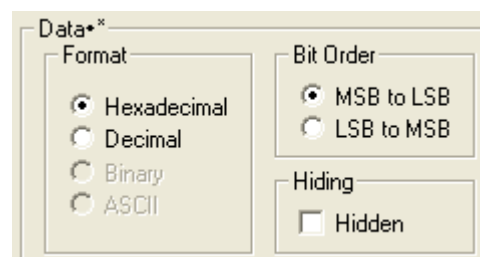 Data•*
Format
Hexadecimal
Decimal
Binary
ASCII
Bit Order
MSB to LSB
LSB to MSB
Hiding
Hidden